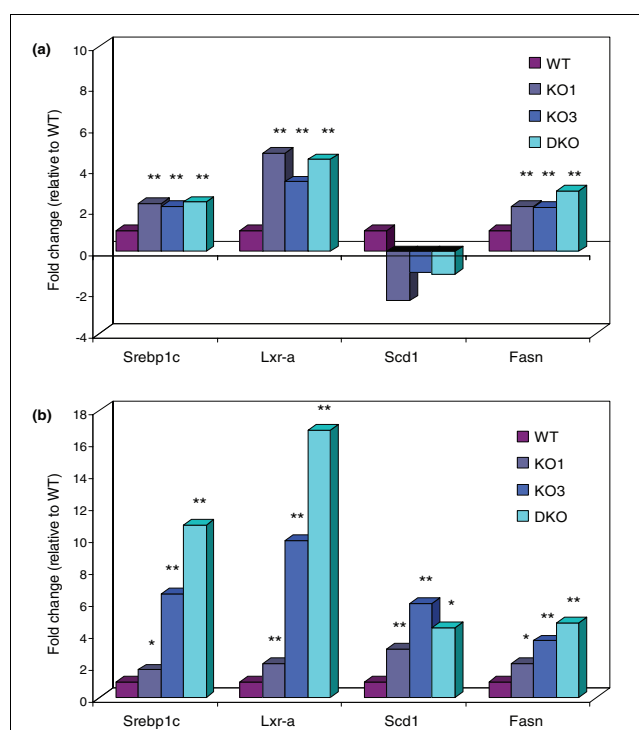 (a)
Fold change (relative to WT)
10
8
6
4
2
0
-2
-4
WT
KO1
KO3
DKO
** ** **
** ** **
** ** **
Srebp1c Lxr-a Scd1 Fasn
(b)
Fold change (relative to WT)
18
16
14
12
10
8
6
4
2
0
WT
KO1
KO3
DKO
* ** **
** ** **
** ** *
* ** **
Srebp1c Lxr-a Scd1 Fasn